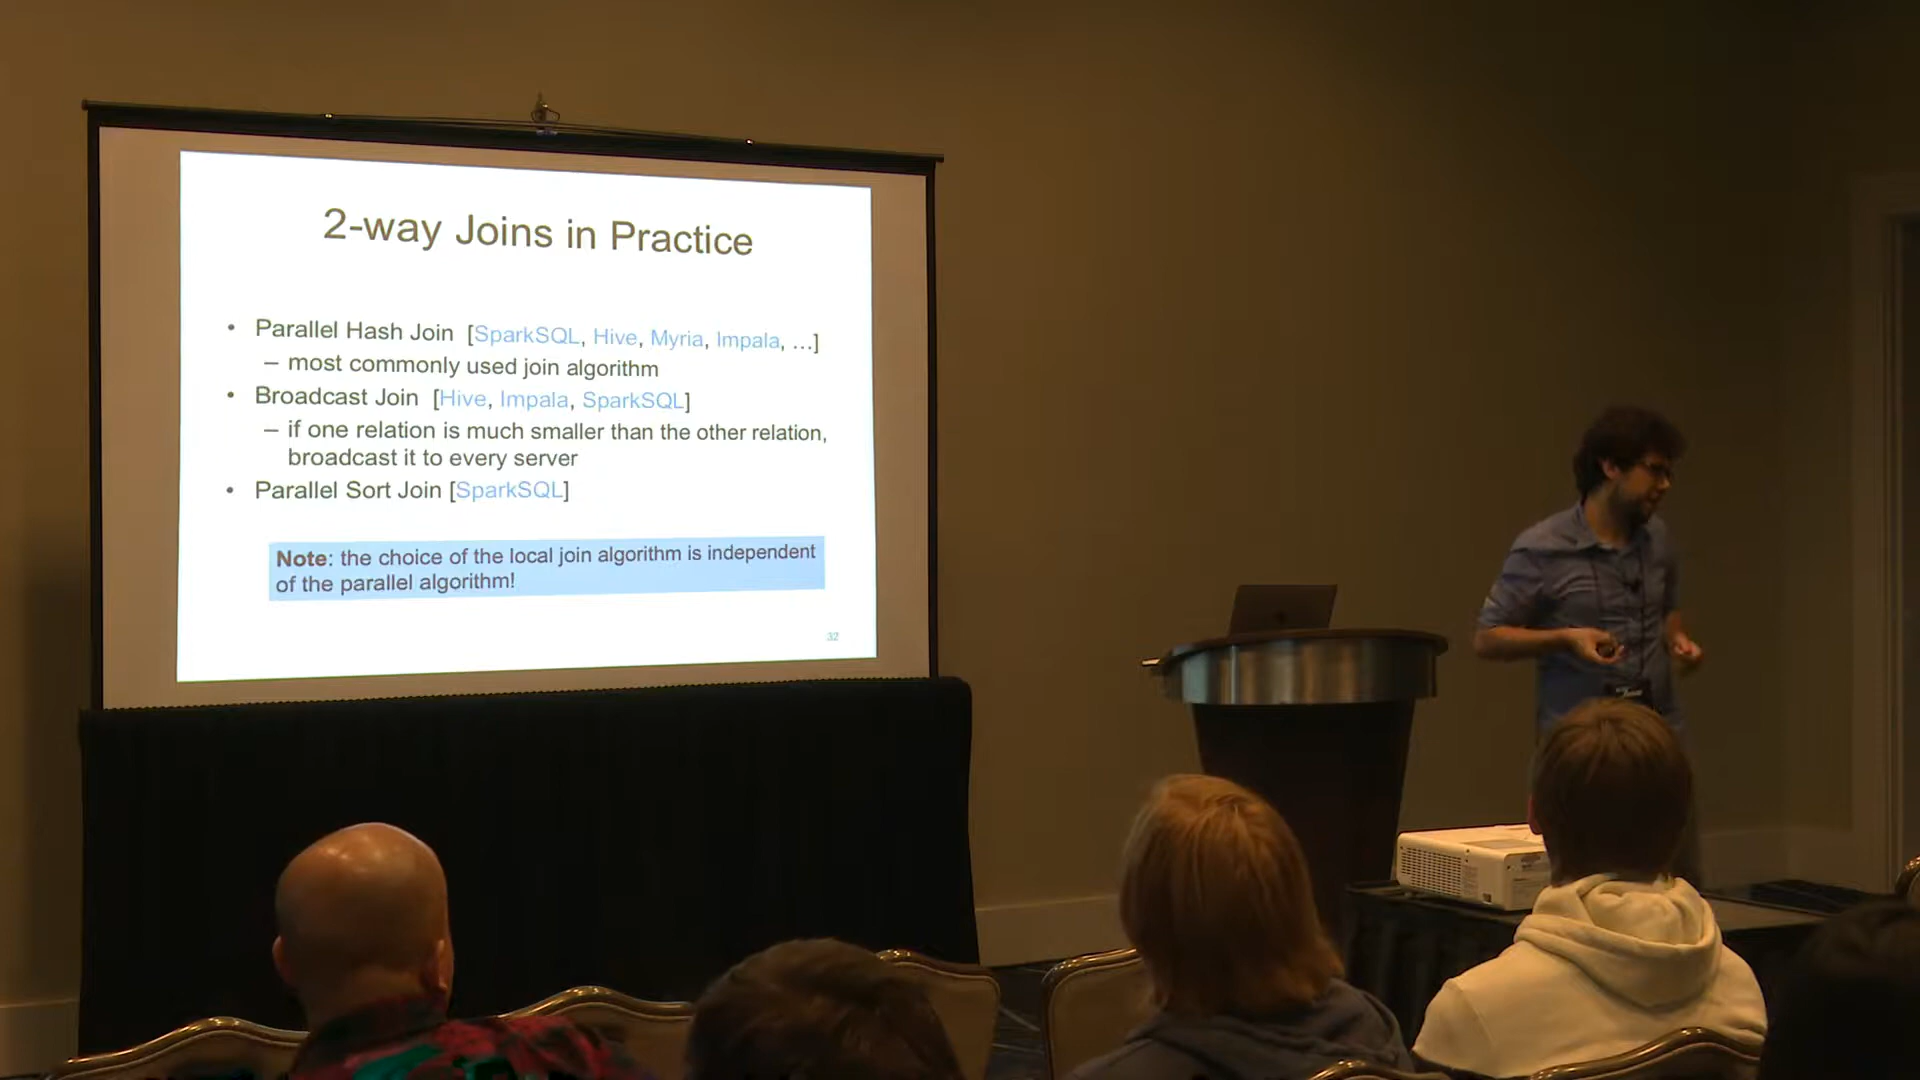 2-way Joins in Practice
• Parallel Hash Join [SparkSQL, Hive, Myria, Impala, …]
– most commonly used join algorithm
• Broadcast Join [Hive, Impala, SparkSQL]
– if one relation is much smaller than the other relation,
broadcast it to every server
• Parallel Sort Join [SparkSQL]
Note: the choice of the local join algorithm is independent
of the parallel algorithm!
32